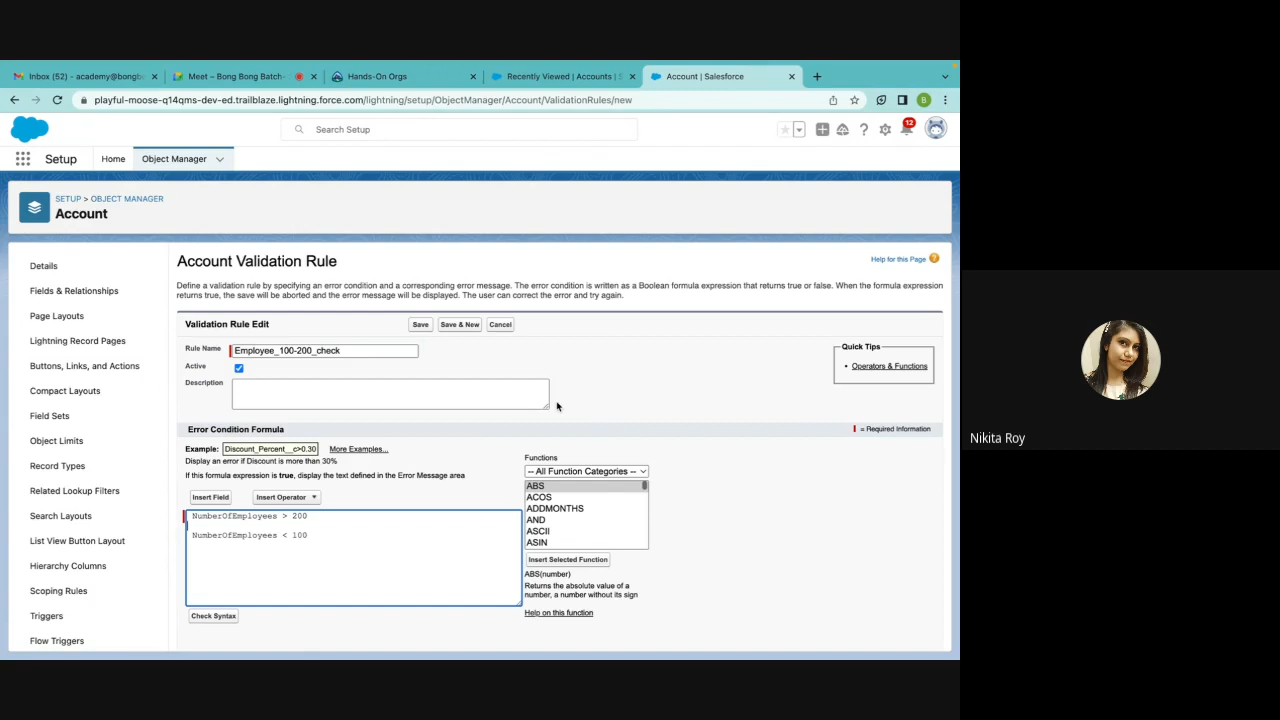 Inbox (52) - academy@bongb
Meet – Bong Bong Batch-
Hands-On Orgs
Recently Viewed | Accounts | S
Account | Salesforce
playful-moose-q14qms-dev-ed.trailblaze.lightning.force.com/lightning/setup/ObjectManager/Account/ValidationRules/new
B
Search Setup
12
Setup
Home
Object Manager
SETUP > OBJECT MANAGER
Account
Details
Fields & Relationships
Page Layouts
Lightning Record Pages
Buttons, Links, and Actions
Compact Layouts
Field Sets
Object Limits
Record Types
Related Lookup Filters
Search Layouts
List View Button Layout
Hierarchy Columns
Scoping Rules
Triggers
Flow Triggers
Account Validation Rule
Help for this Page
Define a validation rule by specifying an error condition and a corresponding error message. The error condition is written as a Boolean formula expression that returns true or false. When the formula expression
returns true, the save will be aborted and the error message will be displayed. The user can correct the error and try again.
Validation Rule Edit
Save
Save & New
Cancel
Rule Name
Employee_100-200_check
Active
Description
Quick Tips
• Operators & Functions
Error Condition Formula
= Required Information
Example:
Discount_Percent__c>0.30
More Examples...
Display an error if Discount is more than 30%
If this formula expression is true, display the text defined in the Error Message area
Insert Field
Insert Operator
NumberOfEmployees > 200
NumberOfEmployees < 100
Check Syntax
Functions
-- All Function Categories --
ABS
ACOS
ADDMONTHS
AND
ASCII
ASIN
Insert Selected Function
ABS(number)
Returns the absolute value of a
number, a number without its sign
Help on this function
Nikita Roy